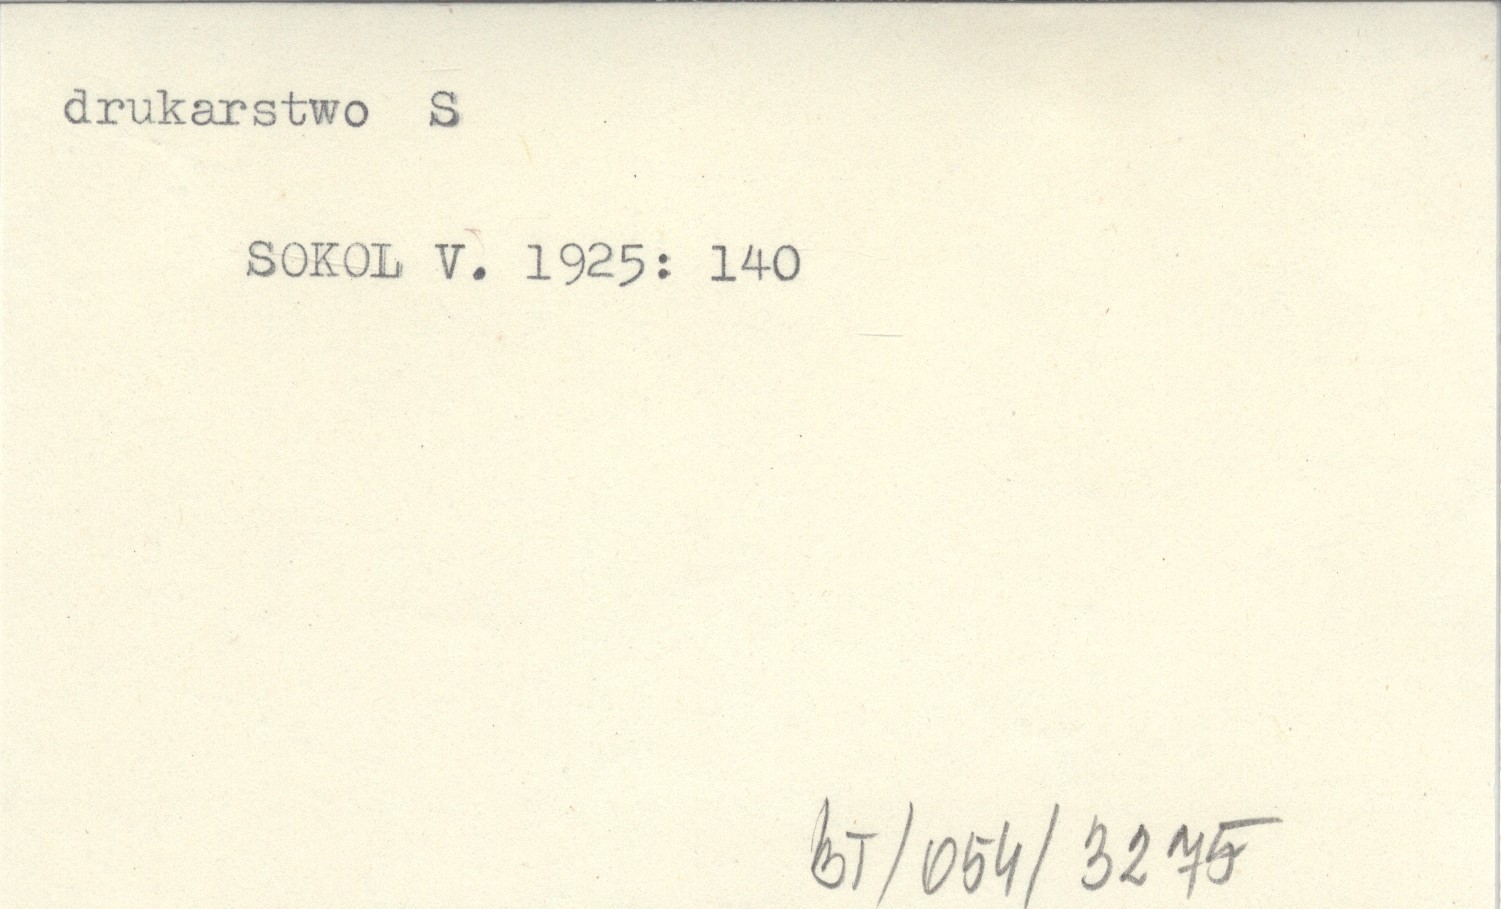 drukarstwo S
SOKOL V. 1925: 140
BT/054/3275